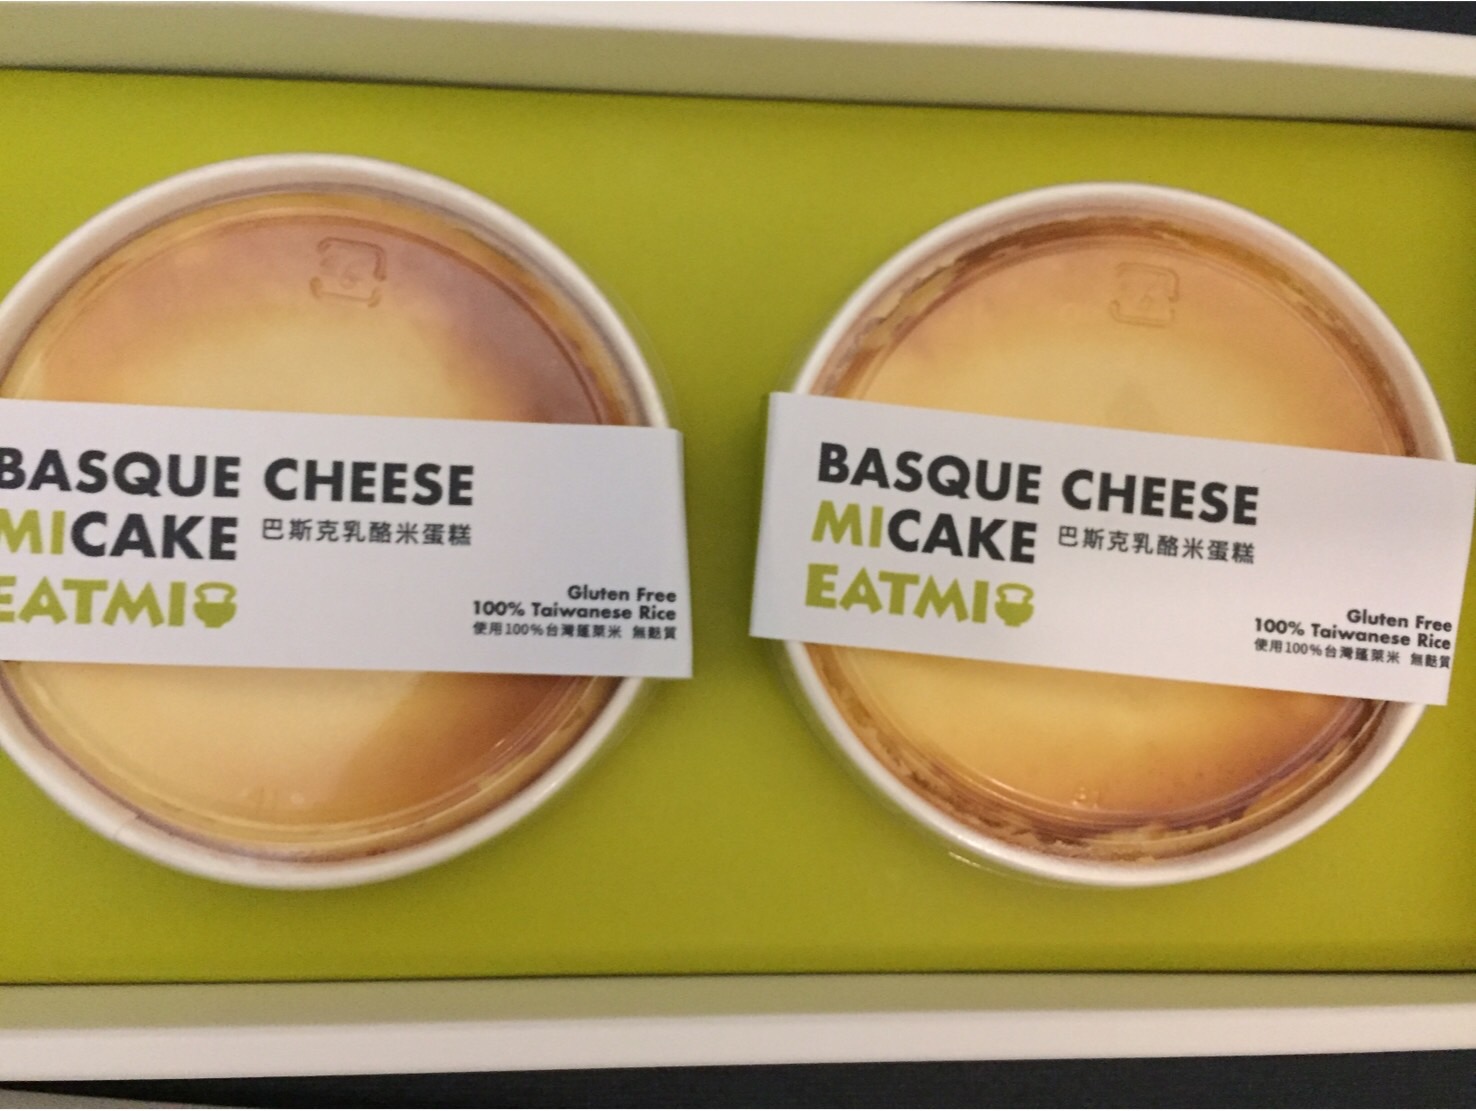 BASQUE CHEESE
MICAKE 巴斯克乳酪米蛋糕
EATMI
Gluten Free
100% Taiwanese Rice
使用100%台灣蓬萊米 無麩質
BASQUE CHEESE
MICAKE 巴斯克乳酪米蛋糕
EATMI
Gluten Free
100% Taiwanese Rice
使用100%台灣蓬萊米 無麩質